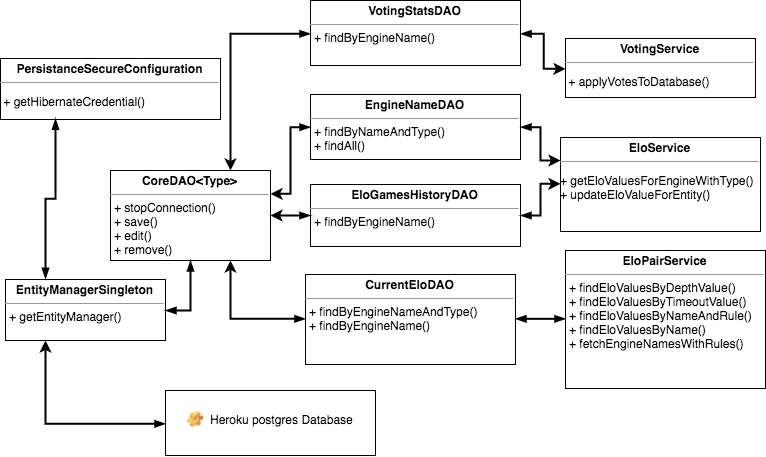 VotingStatsDAO
+ findByEngineName()
VotingService
+ applyVotesToDatabase()
PersistanceSecureConfiguration
+ getHibernateCredential()
EngineNameDAO
+ findByNameAndType()
+ findAll()
EloService
+ getEloValuesForEngineWithType()
+ updateEloValueForEntity()
CoreDAO<Type>
+ stopConnection()
+ save()
+ edit()
+ remove()
EloGamesHistoryDAO
+ findByEngineName()
EntityManagerSingleton
+ getEntityManager()
CurrentEloDAO
+ findByEngineNameAndType()
+ findByEngineName()
EloPairService
+ findEloValuesByDepthValue()
+ findEloValuesByTimeoutValue()
+ findEloValuesByNameAndRule()
+ findEloValuesByName()
+ fetchEngineNamesWithRules()
Heroku postgres Database